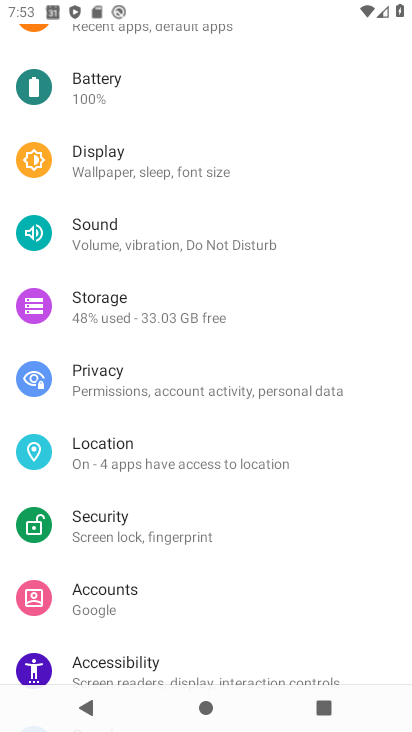 7:53
31
Recent apps, default apps
Battery
100%
Display
Wallpaper, sleep, font size
Sound
Volume, vibration, Do Not Disturb
Storage
48% used - 33.03 GB free
Privacy
Permissions, account activity, personal data
Location
On - 4 apps have access to location
Security
Screen lock, fingerprint
Accounts
Google
Accessibility
Screen readers, display, interaction controls